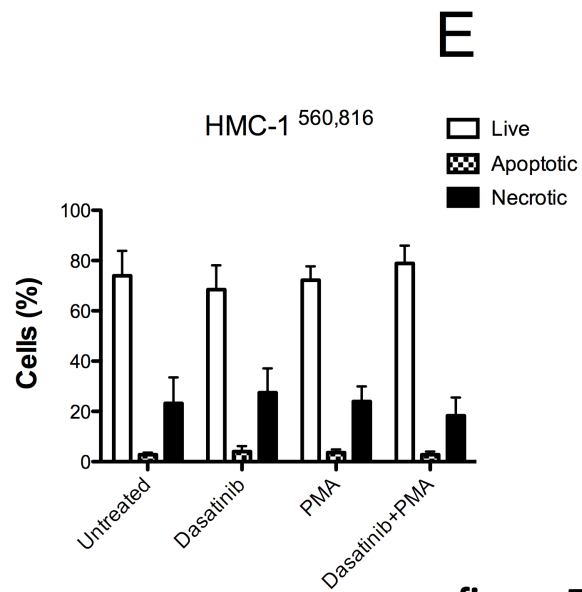 E
HMC-1 560,816
Live
Apoptotic
Necrotic
Cells (%)
100
80
60
40
20
0
Untreated
Dasatinib
PMA
Dasatinib+PMA